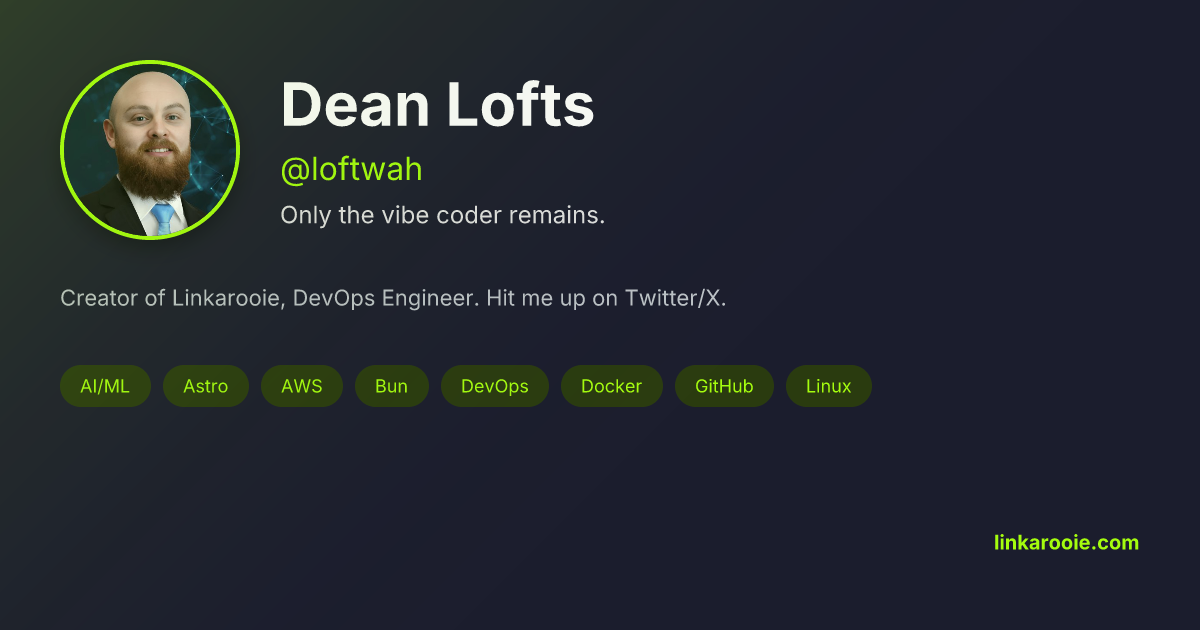 Dean Lofts
@loftwah
Only the vibe coder remains.
Creator of Linkarooie, DevOps Engineer. Hit me up on Twitter/X.
AI/ML Astro AWS Bun DevOps Docker GitHub Linux
linkarooie.com